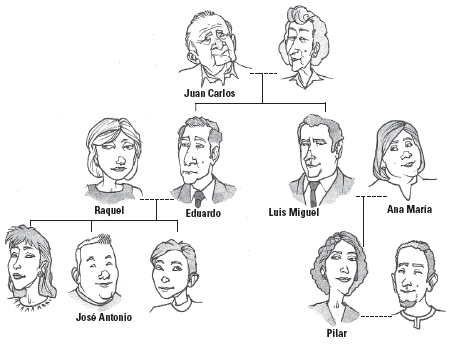 Juan Carlos
Raquel
Eduardo
Luis Miguel
Ana María
José Antonio
Pilar